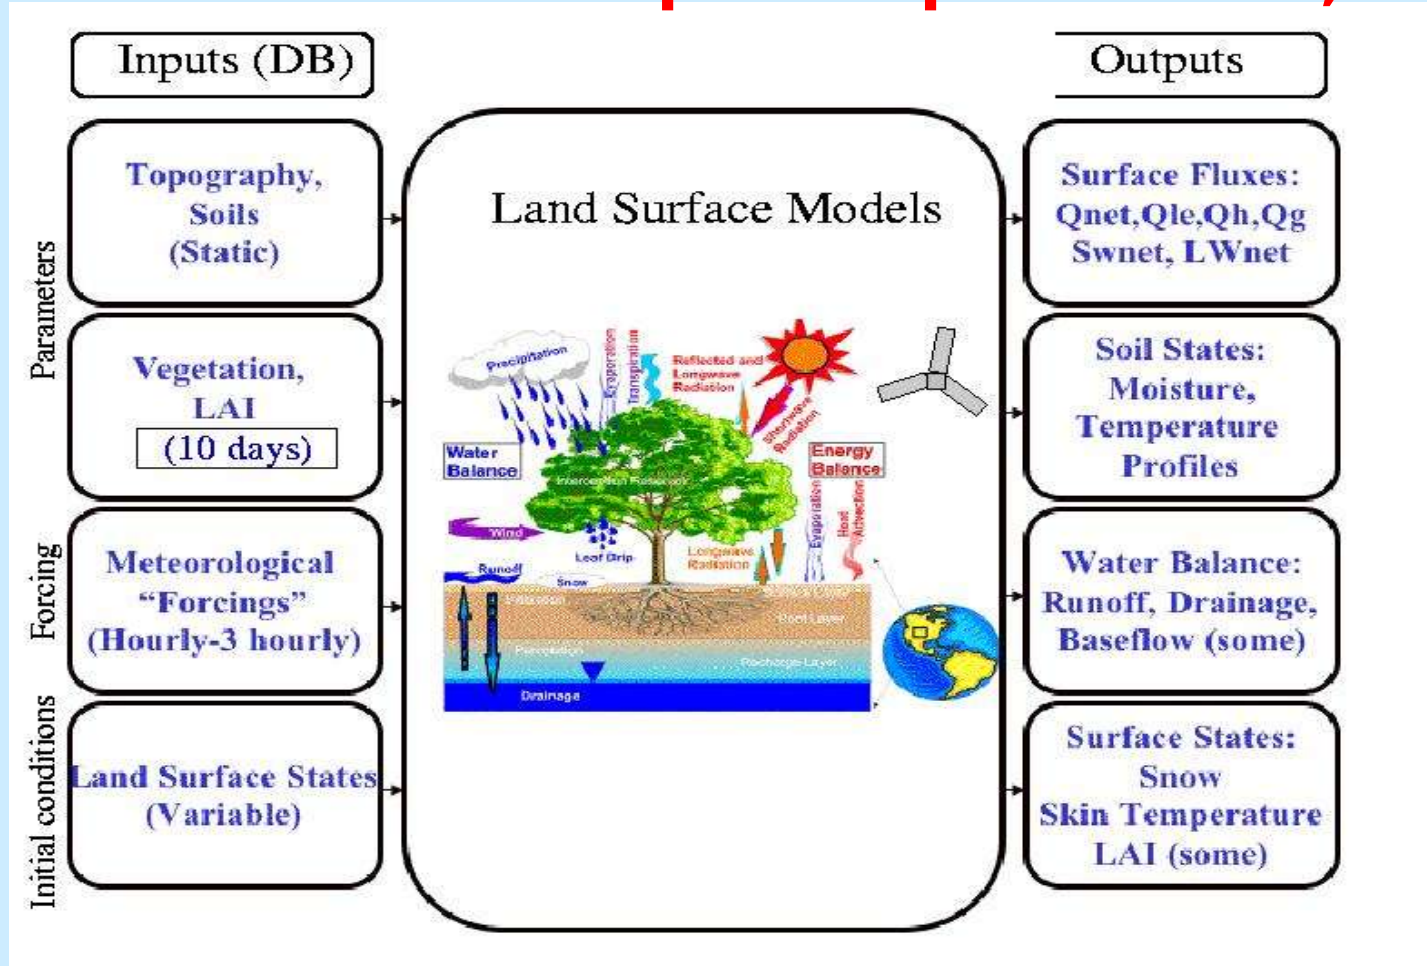 Inputs (DB)
Outputs
Parameters
Forcing
Initial conditions
Topography,
Soils
(Static)
Vegetation,
LAI
(10 days)
Meteorological
“Forcings”
(Hourly-3 hourly)
Land Surface States
(Variable)
Land Surface Models
Precipitation
Evaporation
Transpiration
Reflected and
Longwave
Radiation
Shortwave
Radiation
Water
Balance
Energy
Balance
Interception Reservoir
Wind
Leaf Drip
Longwave
Radiation
Evaporation
Heat
Advection
Runoff
Snow
Infiltration
Root Layer
Percolation
Recharge Layer
Drainage
Surface Fluxes:
Qnet,Qle,Qh,Qg
Swnet, LWnet
Soil States:
Moisture,
Temperature
Profiles
Water Balance:
Runoff, Drainage,
Baseflow (some)
Surface States:
Snow
Skin Temperature
LAI (some)